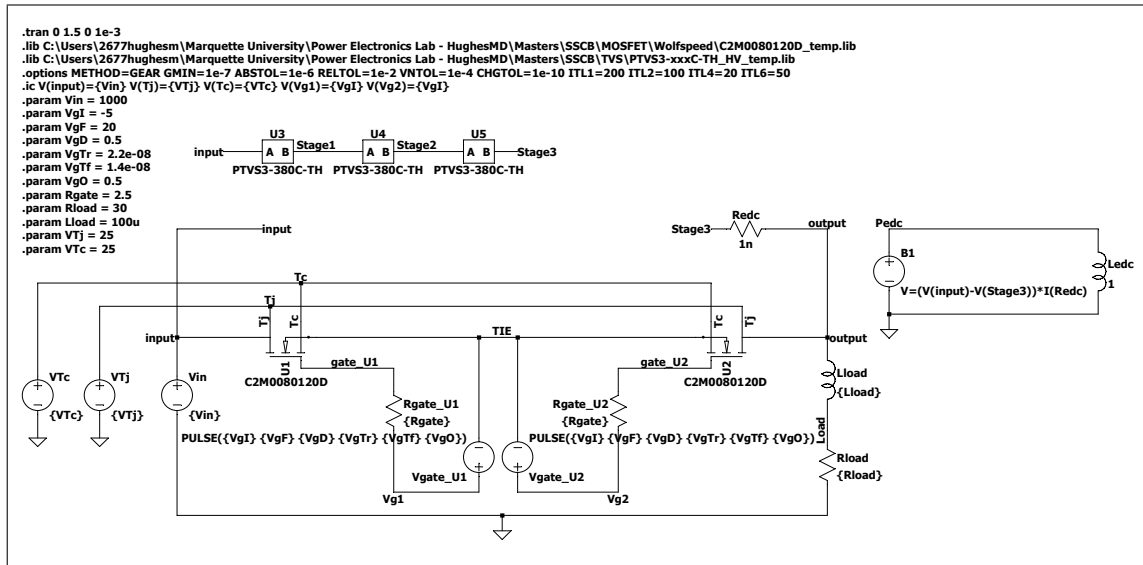 .tran 0 1.5 0 1e-3
.lib C:\Users\2677hughesm\Marquette University\Power Electronics Lab - HughesMD\Masters\SSCB\MOSFET\Wolfspeed\C2M0080120D_temp.lib
.lib C:\Users\2677hughesm\Marquette University\Power Electronics Lab - HughesMD\Masters\SSCB\TVS\PTVS3-xxxC-TH_HV_temp.lib
.options METHOD=GEAR GMIN=1e-7 ABSTOL=1e-6 RELTOL=1e-2 VNTOL=1e-4 CHGTOL=1e-10 ITL1=200 ITL2=100 ITL4=20 ITL6=50
.ic V(input)={Vin} V(Tj)={VTj} V(Tc)={VTc} V(Vg1)={VgI} V(Vg2)={VgI}
.param Vin = 1000
.param VgI = -5
.param VgF = 20
.param VgD = 0.5
.param VgTr = 2.2e-08
.param VgTf = 1.4e-08
.param VgO = 0.5
.param Rgate = 2.5
.param Rload = 30
.param Lload = 100u
.param VTj = 25
.param VTc = 25
U3 U4 U5
input A B Stage1 A B Stage2 A B Stage3
PTVS3-380C-TH PTVS3-380C-TH PTVS3-380C-TH
input Stage3 Redc output
1n
Pedc
B1
V=(V(input)-V(Stage3))*I(Redc)
Ledc
1
Tc
Tj
Tj Tc Tc Tj
input TIE output
U1 gate_U1 gate_U2 U2
C2M0080120D C2M0080120D
VTc VTj Vin
{VTc} {VTj} {Vin}
Rgate_U1 Rgate_U2
{Rgate} {Rgate}
Lload
{Lload}
PULSE({VgI} {VgF} {VgD} {VgTr} {VgTf} {VgO}) PULSE({VgI} {VgF} {VgD} {VgTr} {VgTf} {VgO})
Load
Vgate_U1 Vgate_U2
Rload
{Rload}
Vg1 Vg2